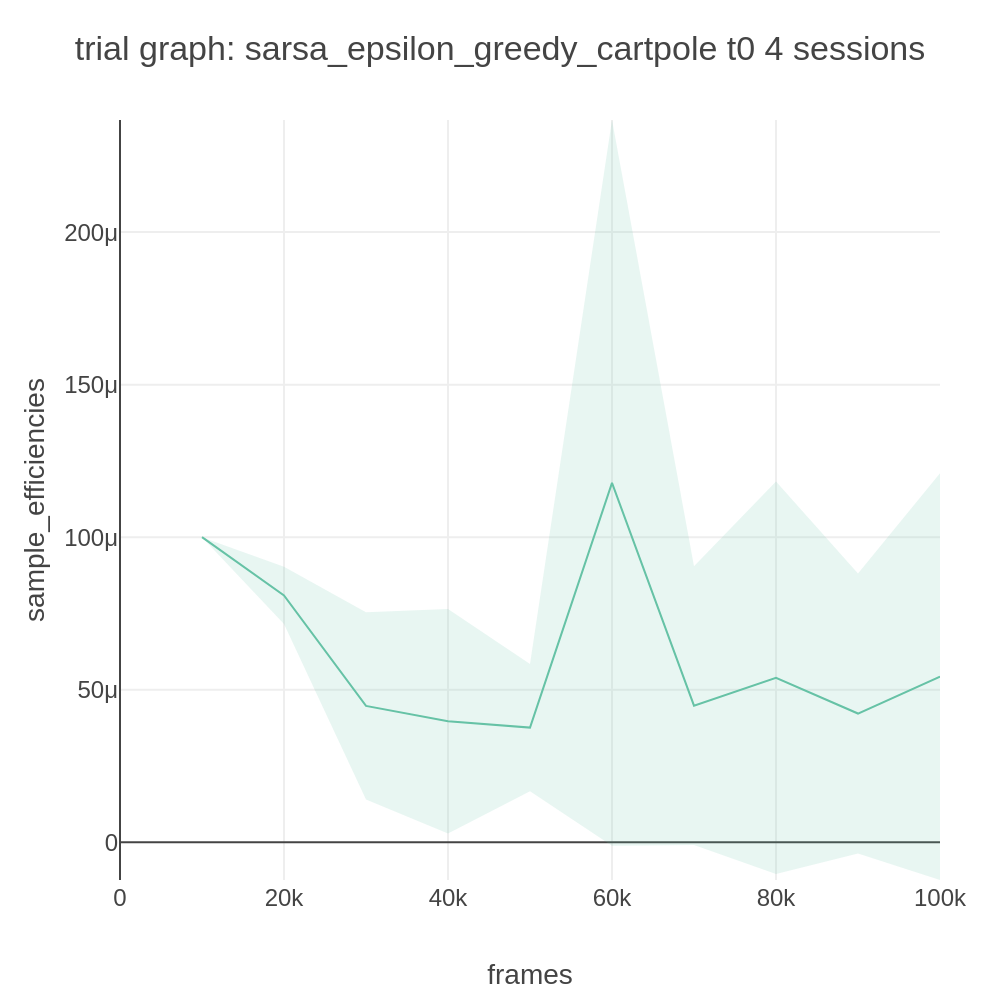 trial graph: sarsa_epsilon_greedy_cartpole t0 4 sessions
sample_efficiencies
200μ
150μ
100μ
50μ
0
0
20k
40k
60k
80k
100k
frames